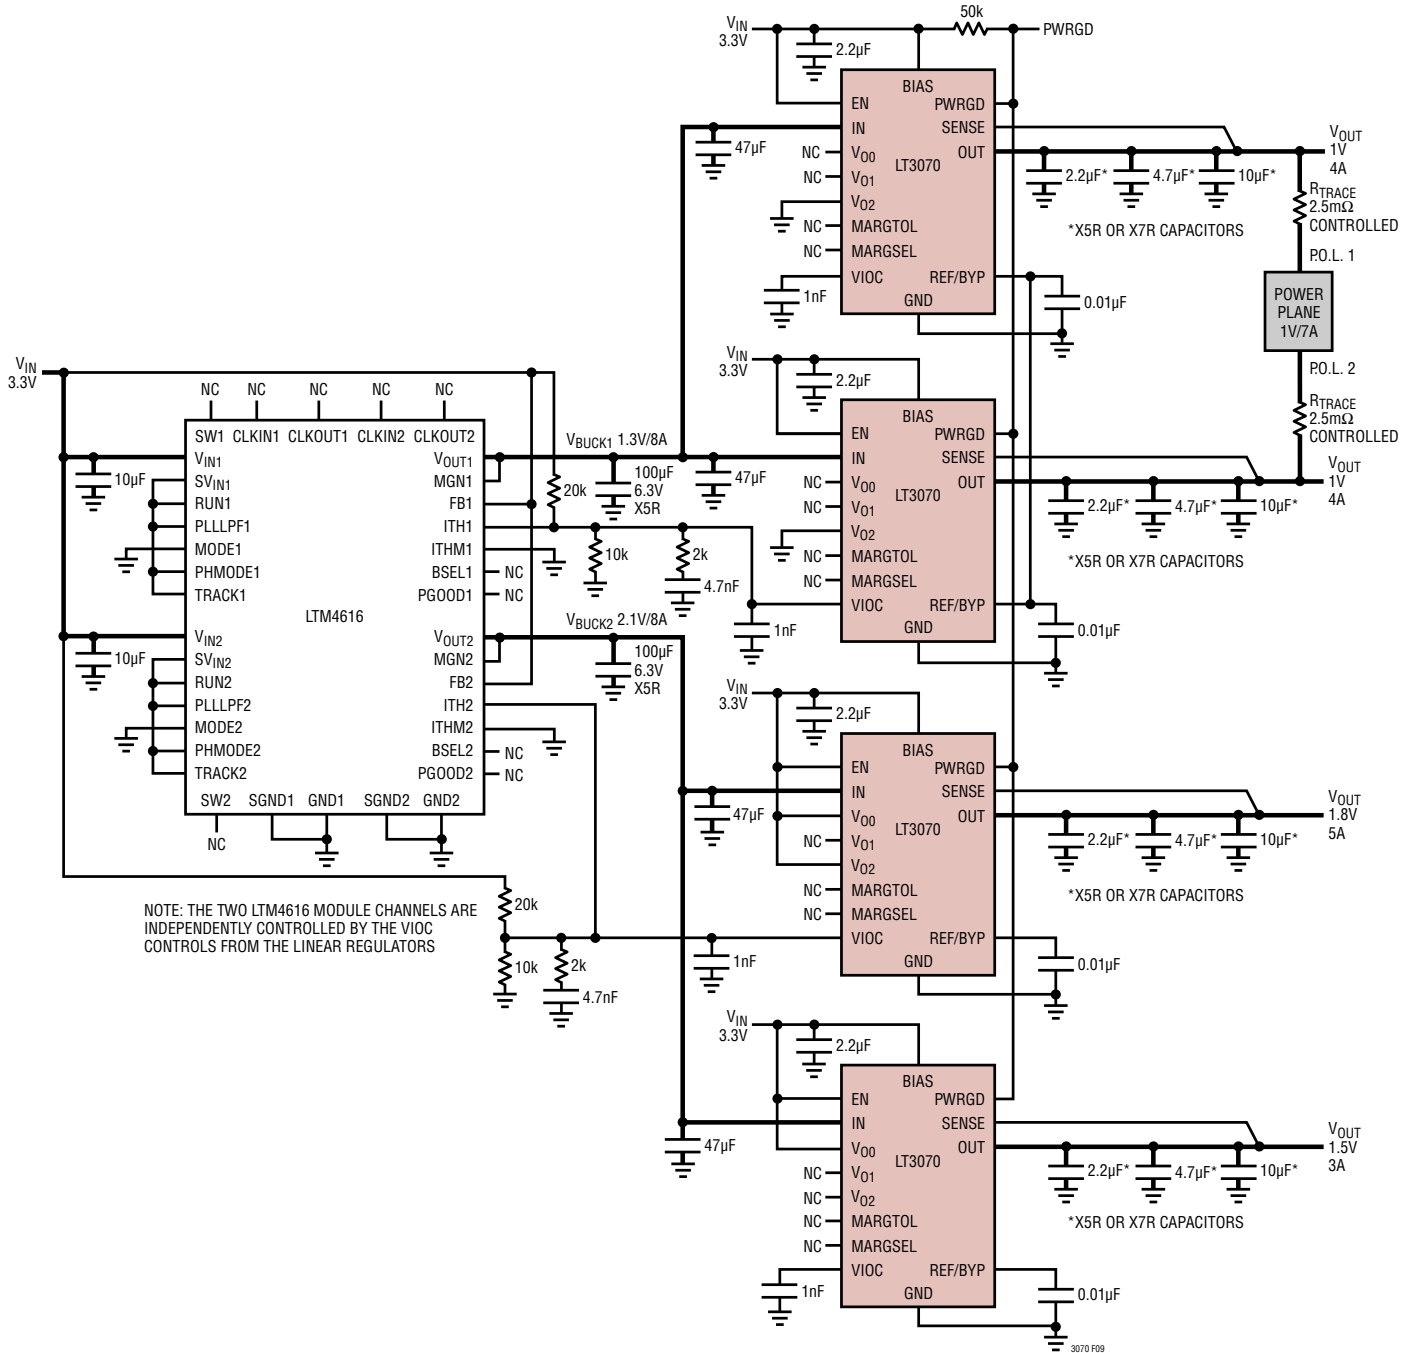 50k
VIN
3.3V
PWRGD
2.2µF
BIAS
EN
PWRGD
IN
SENSE
47µF
NC
VO0
OUT
LT3070
NC
VO1
VO2
NC
MARGTOL
NC
MARGSEL
VIOC
REF/BYP
1nF
GND
0.01µF
VOUT
1V
4A
2.2µF*
4.7µF*
10µF*
*X5R OR X7R CAPACITORS
RTRACE
2.5mΩ
CONTROLLED
P.O.L. 1
POWER
PLANE
1V/7A
P.O.L. 2
RTRACE
2.5mΩ
CONTROLLED
VIN
3.3V
2.2µF
BIAS
EN
PWRGD
IN
SENSE
47µF
NC
VO0
OUT
LT3070
NC
VO1
VO2
NC
MARGTOL
NC
MARGSEL
VIOC
REF/BYP
1nF
GND
0.01µF
VOUT
1V
4A
2.2µF*
4.7µF*
10µF*
*X5R OR X7R CAPACITORS
VIN
3.3V
NC
NC
NC
NC
NC
SW1
CLKIN1
CLKOUT1
CLKIN2
CLKOUT2
10µF
VIN1
SVIN1
RUN1
PLLLPF1
MODE1
PHMODE1
TRACK1
LTM4616
10µF
VIN2
SVIN2
RUN2
PLLLPF2
MODE2
PHMODE2
TRACK2
VOUT1
MGN1
FB1
ITH1
ITHM1
BSEL1
NC
PGOOD1
NC
VOUT2
MGN2
FB2
ITH2
ITHM2
BSEL2
NC
PGOOD2
NC
SW2
SGND1
GND1
SGND2
GND2
NC
VBUCK1 1.3V/8A
100µF
6.3V
X5R
20k
10k
2k
4.7nF
VBUCK2 2.1V/8A
100µF
6.3V
X5R
NOTE: THE TWO LTM4616 MODULE CHANNELS ARE
INDEPENDENTLY CONTROLLED BY THE VIOC
CONTROLS FROM THE LINEAR REGULATORS
20k
10k
2k
4.7nF
VIN
3.3V
2.2µF
BIAS
EN
PWRGD
IN
SENSE
47µF
VO0
OUT
LT3070
NC
VO1
VO2
NC
MARGTOL
NC
MARGSEL
VIOC
REF/BYP
1nF
GND
0.01µF
VOUT
1.8V
5A
2.2µF*
4.7µF*
10µF*
*X5R OR X7R CAPACITORS
VIN
3.3V
2.2µF
BIAS
EN
PWRGD
IN
SENSE
47µF
VO0
OUT
LT3070
NC
VO1
NC
VO2
NC
MARGTOL
NC
MARGSEL
VIOC
REF/BYP
1nF
GND
0.01µF
VOUT
1.5V
3A
2.2µF*
4.7µF*
10µF*
*X5R OR X7R CAPACITORS
3070 F09